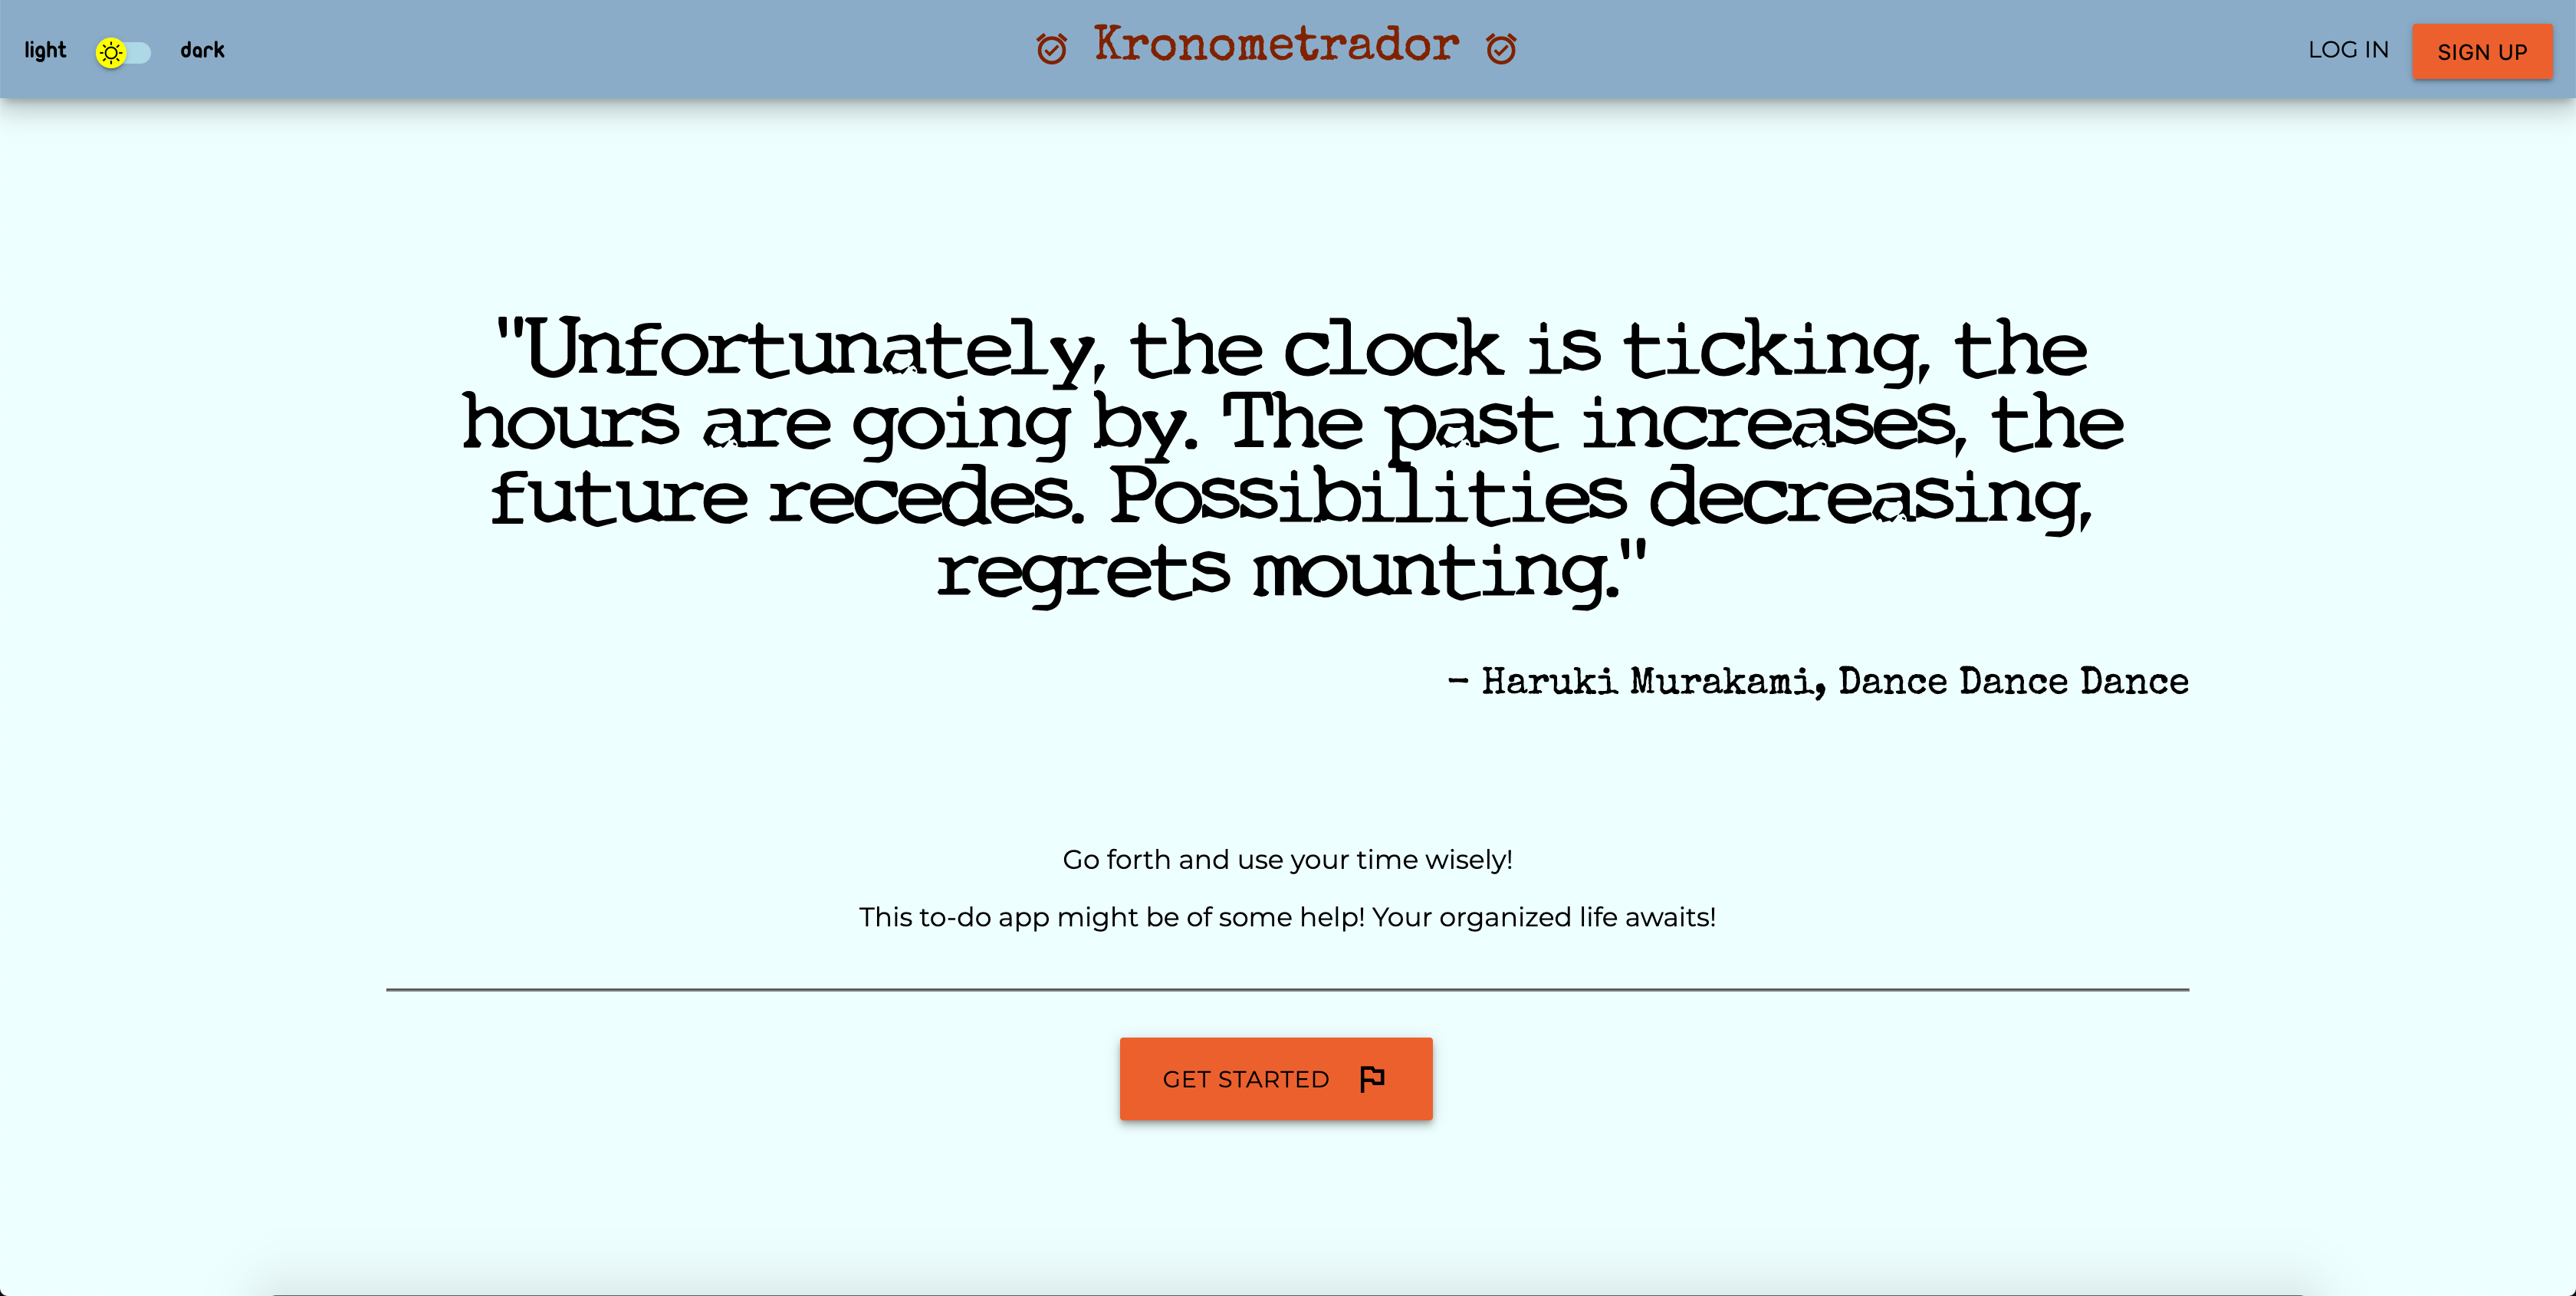 light dark
Kronometrador
LOG IN
SIGN UP
"Unfortunately, the clock is ticking, the
hours are going by. The past increases, the
future recedes. Possibilities decreasing,
regrets mounting."
- Haruki Murakami, Dance Dance Dance
Go forth and use your time wisely!
This to-do app might be of some help! Your organized life awaits!
GET STARTED